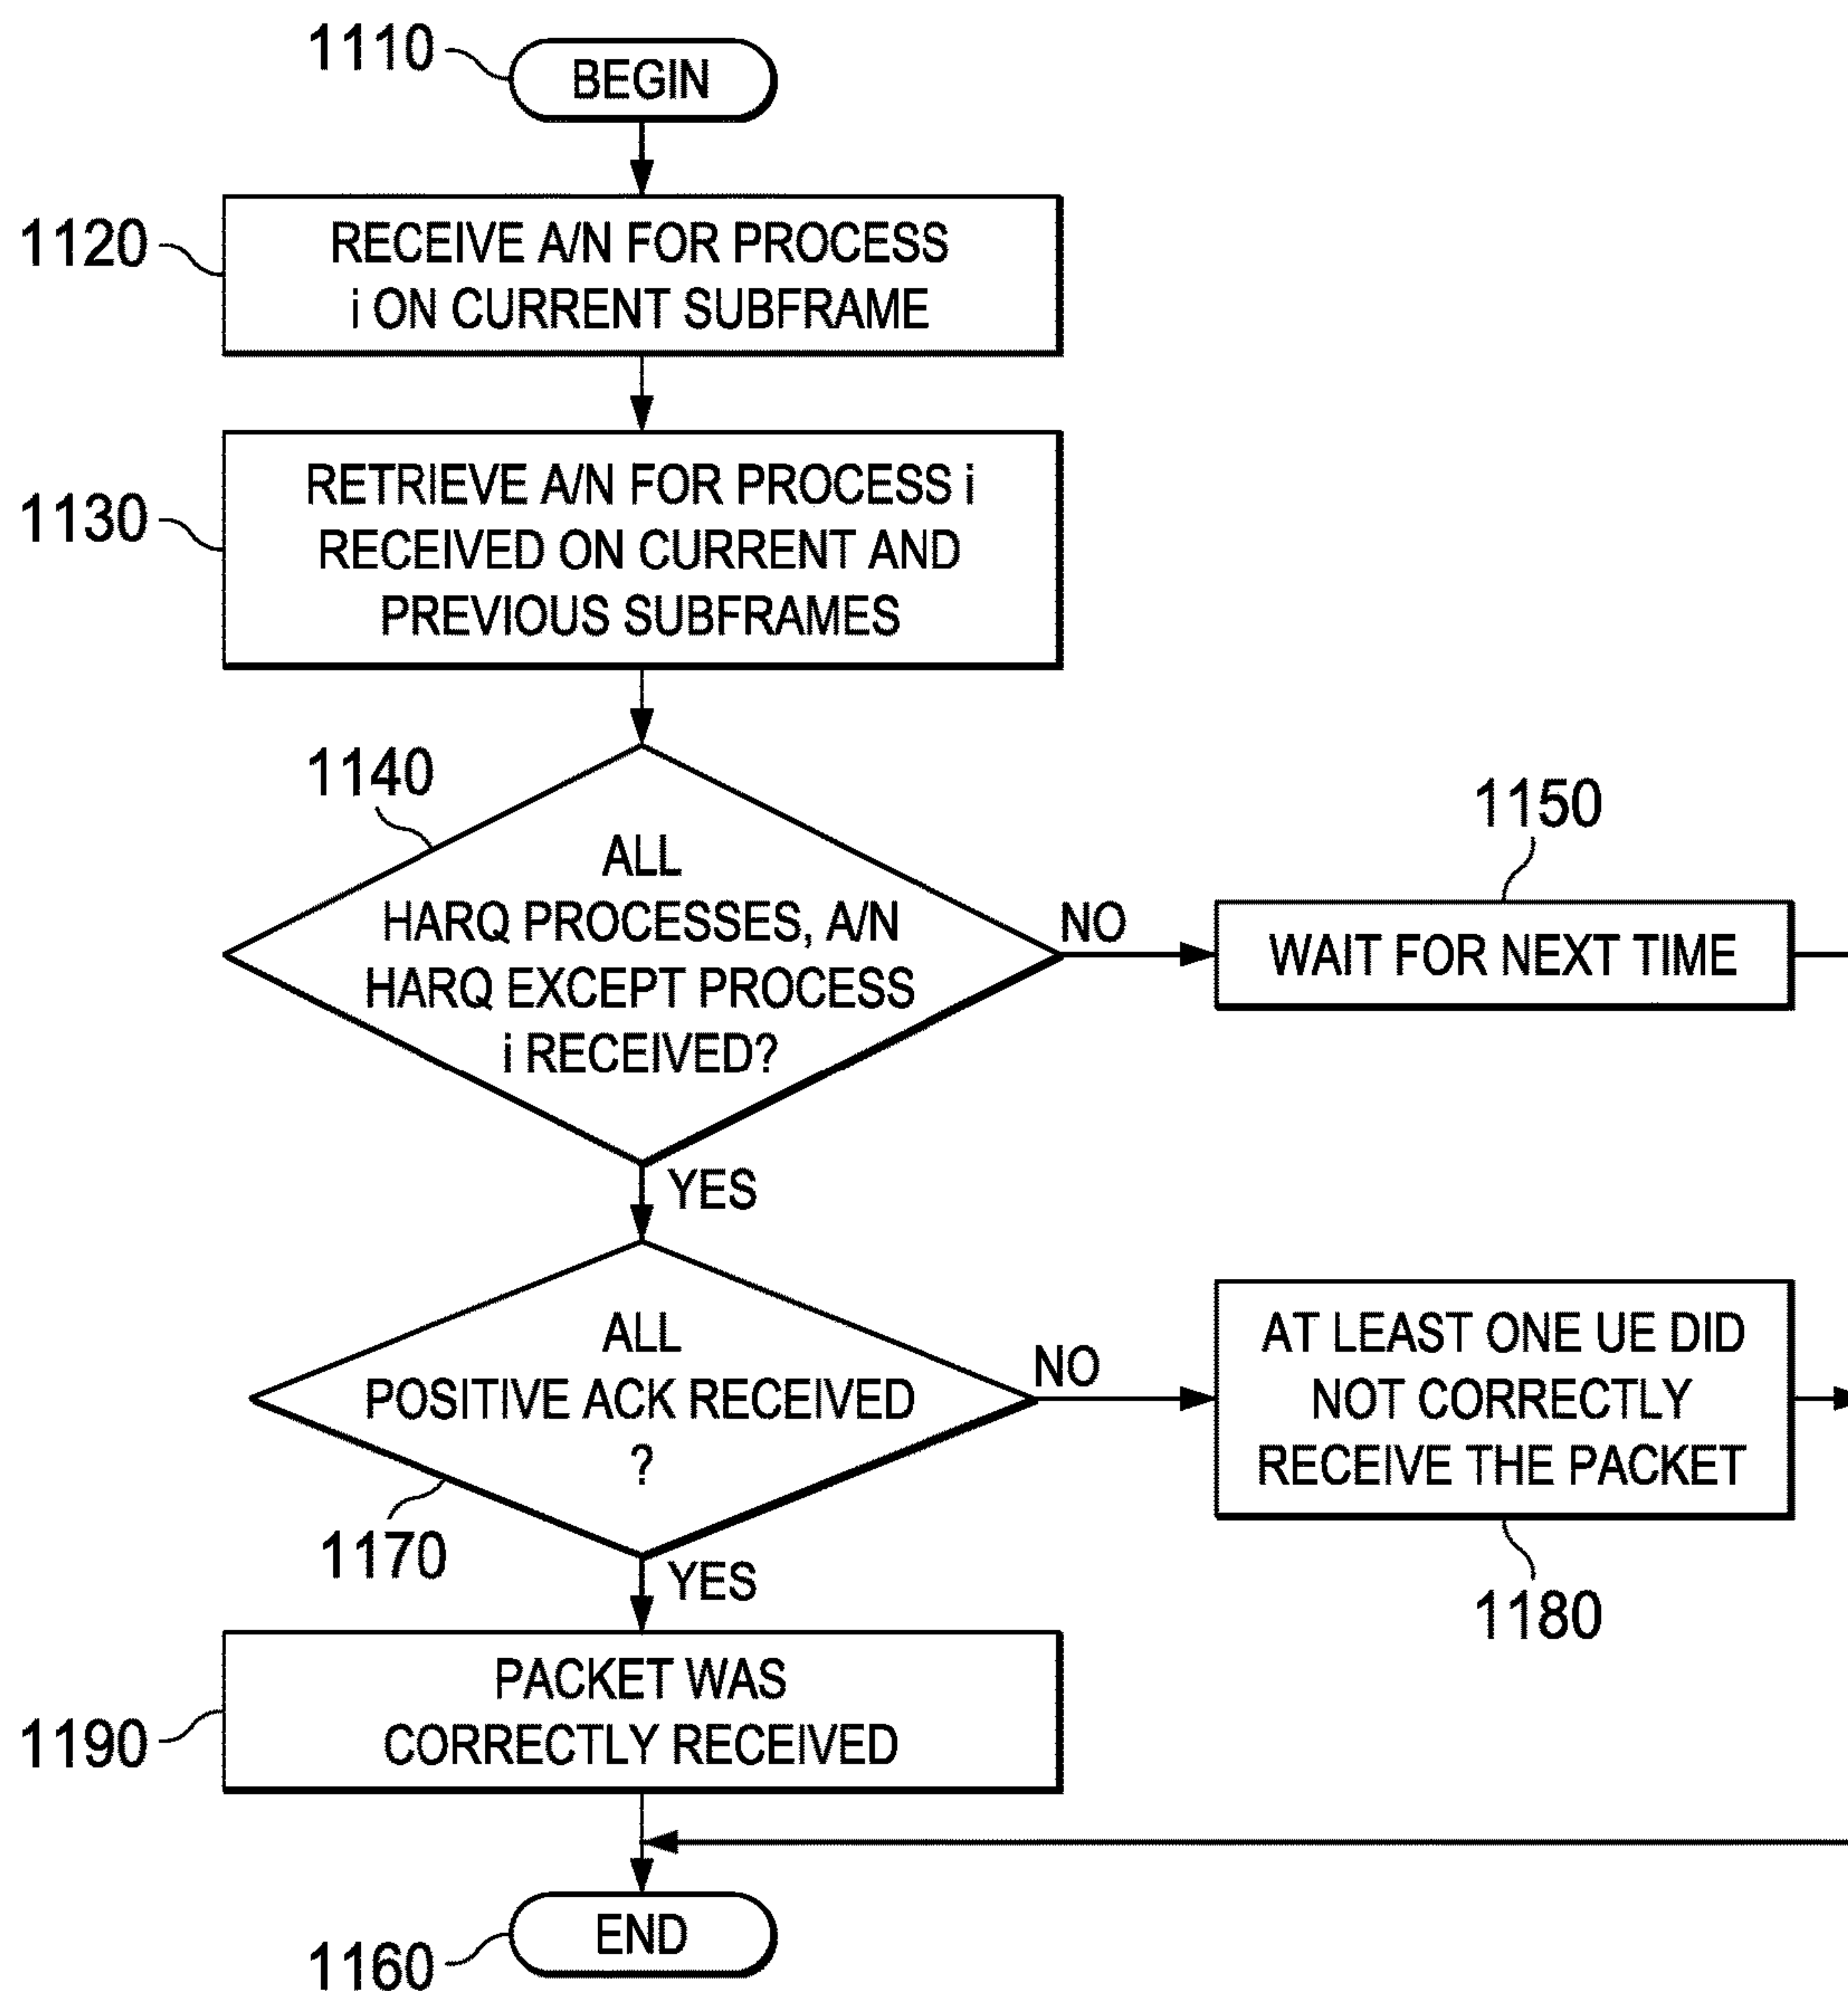 1110
BEGIN
1120
RECEIVE A/N FOR PROCESS
i ON CURRENT SUBFRAME
1130
RETRIEVE A/N FOR PROCESS i
RECEIVED ON CURRENT AND
PREVIOUS SUBFRAMES
1140
ALL
HARQ PROCESSES, A/N
HARQ EXCEPT PROCESS
i RECEIVED?
NO
1150
WAIT FOR NEXT TIME
YES
ALL
POSITIVE ACK RECEIVED
?
1170
NO
AT LEAST ONE UE DID
NOT CORRECTLY
RECEIVE THE PACKET
1180
YES
1190
PACKET WAS
CORRECTLY RECEIVED
END
1160